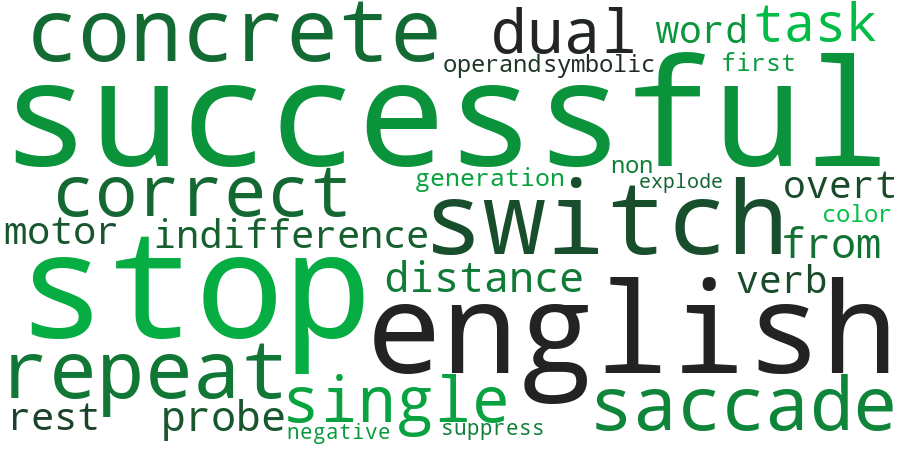 concrete dual word task
operandsymbolic first
successful
generation non
explode
correct switch overt
color
motor indifference from
stop distance verb
english
repeat
single saccade
rest probe
negative suppress